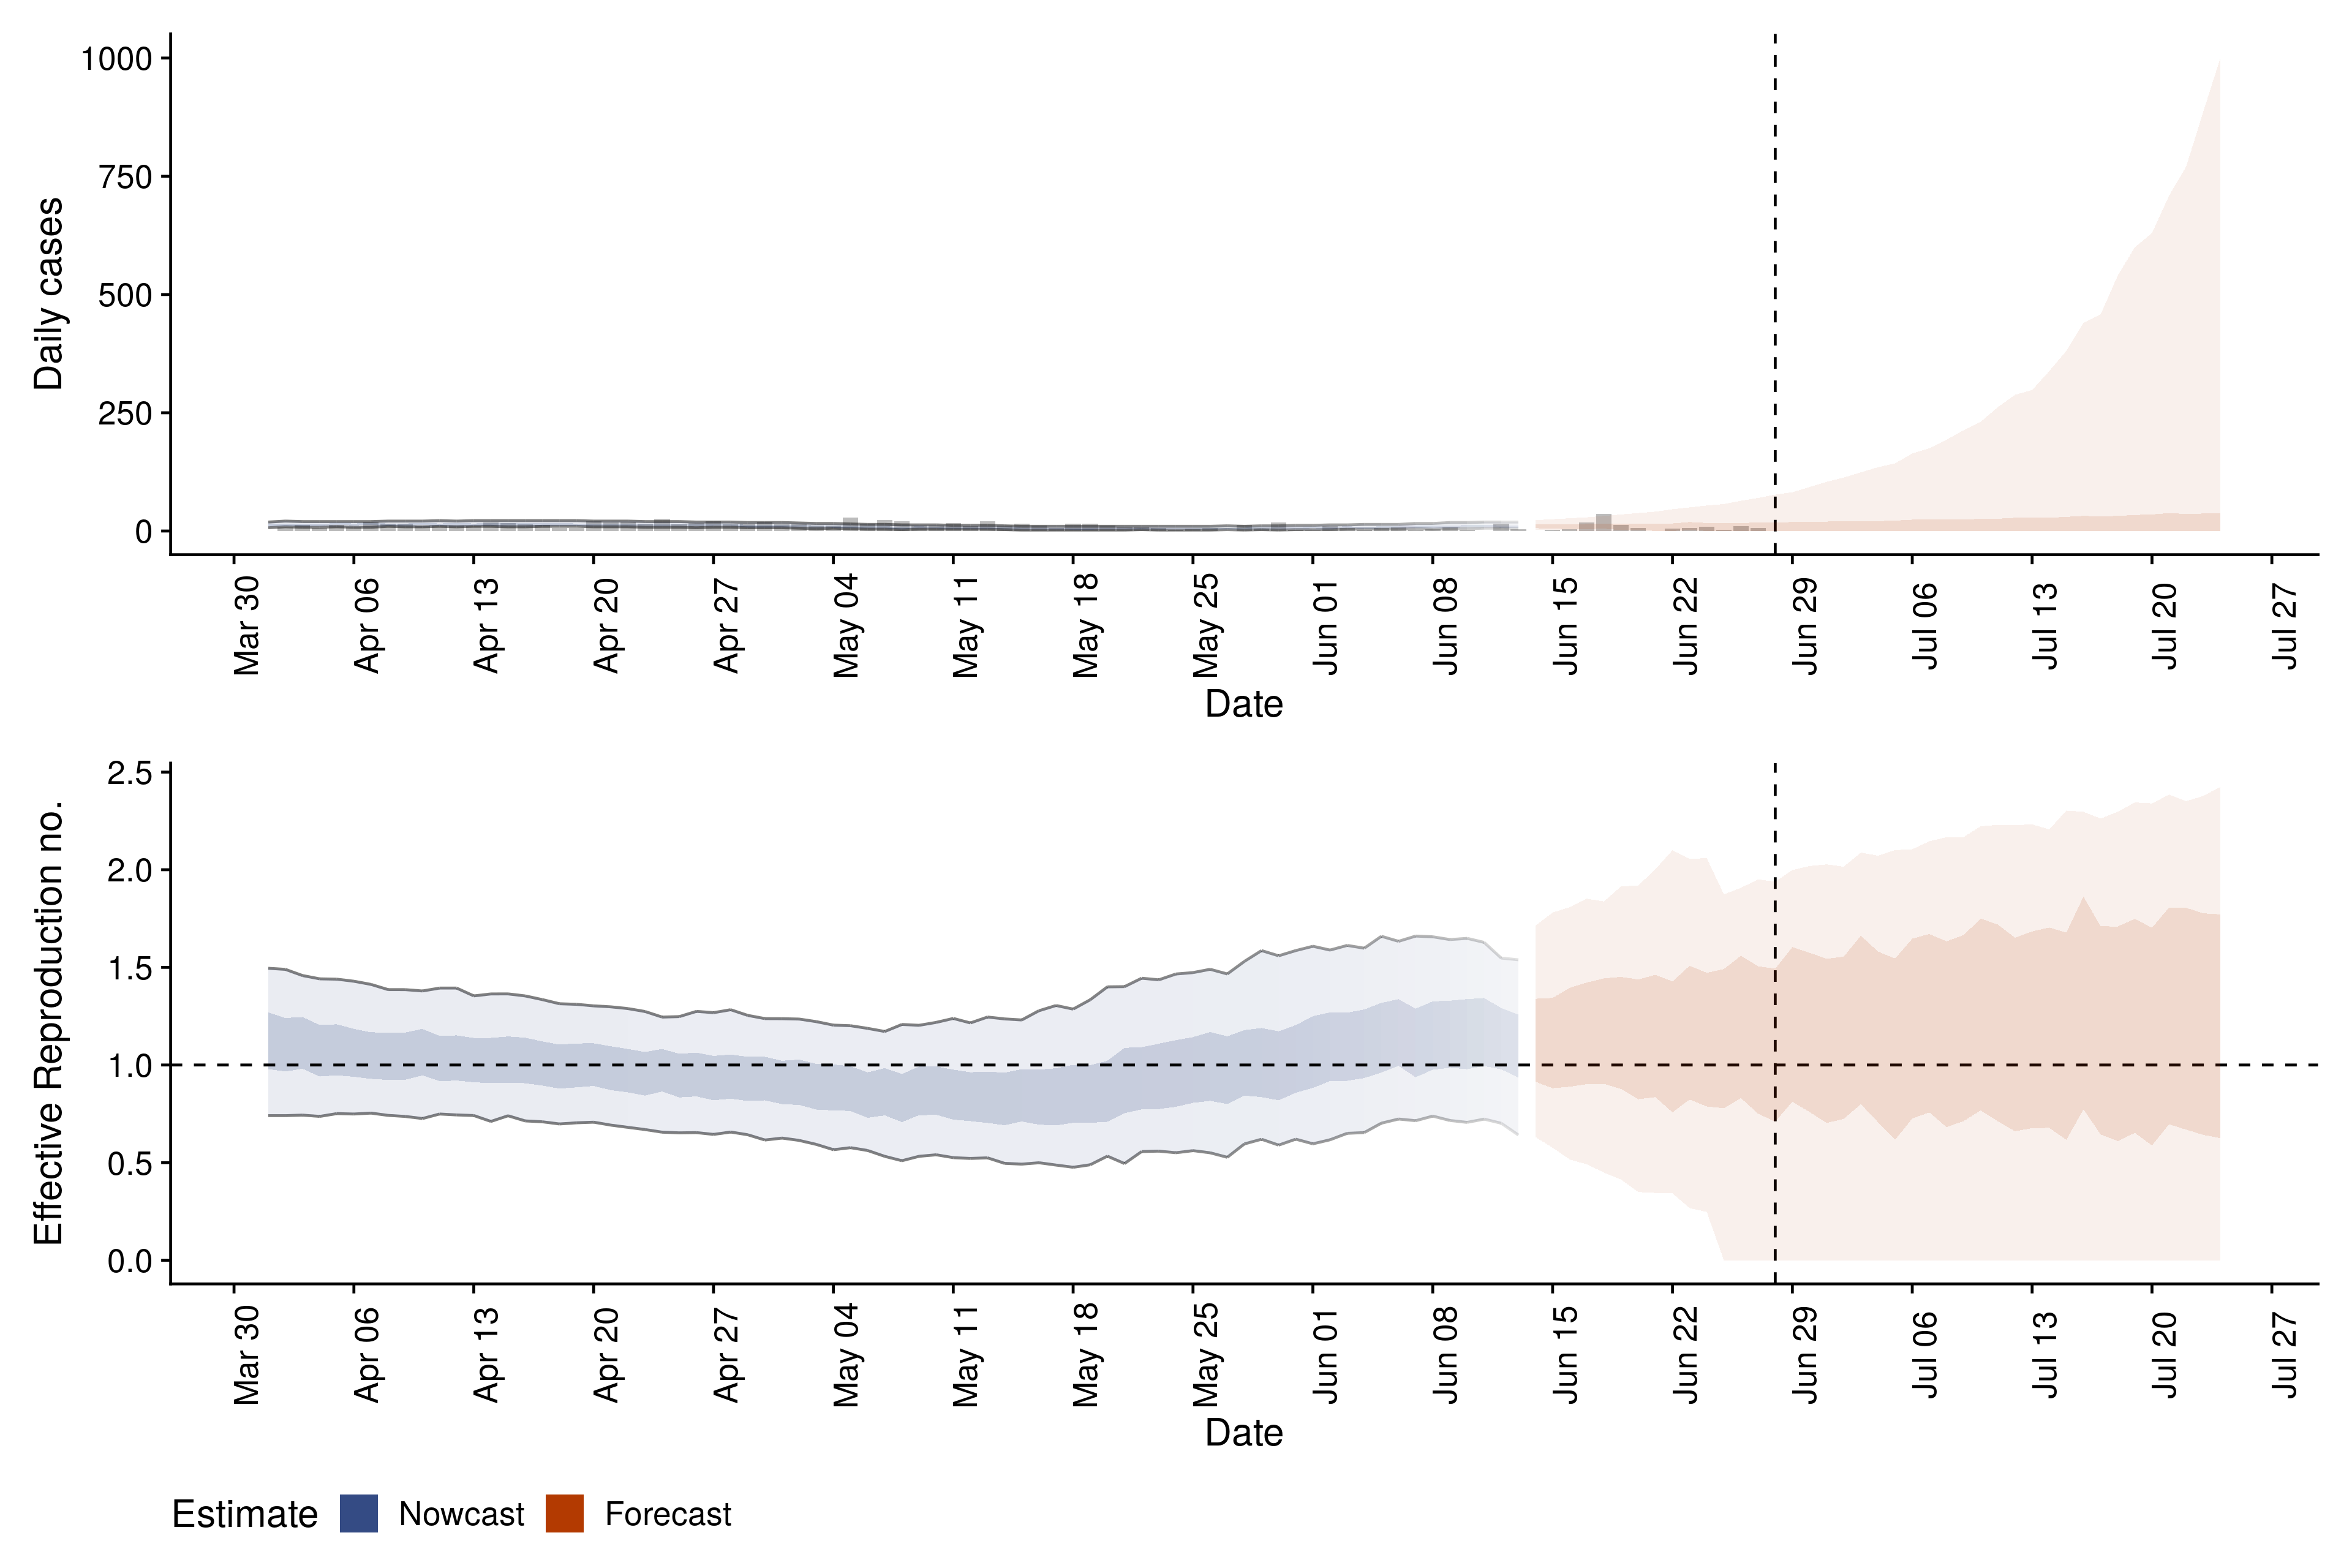 1000
750
500
250
0
Daily cases
Mar 30 Apr 06 Apr 13 Apr 20 Apr 27 May 04 May 11 May 18 May 25 Jun 01 Jun 08 Jun 15 Jun 22 Jun 29 Jul 06 Jul 13 Jul 20 Jul 27
Date
2.5
2.0
1.5
1.0
0.5
0.0
Effective Reproduction no.
Mar 30 Apr 06 Apr 13 Apr 20 Apr 27 May 04 May 11 May 18 May 25 Jun 01 Jun 08 Jun 15 Jun 22 Jun 29 Jul 06 Jul 13 Jul 20 Jul 27
Date
Estimate Nowcast Forecast